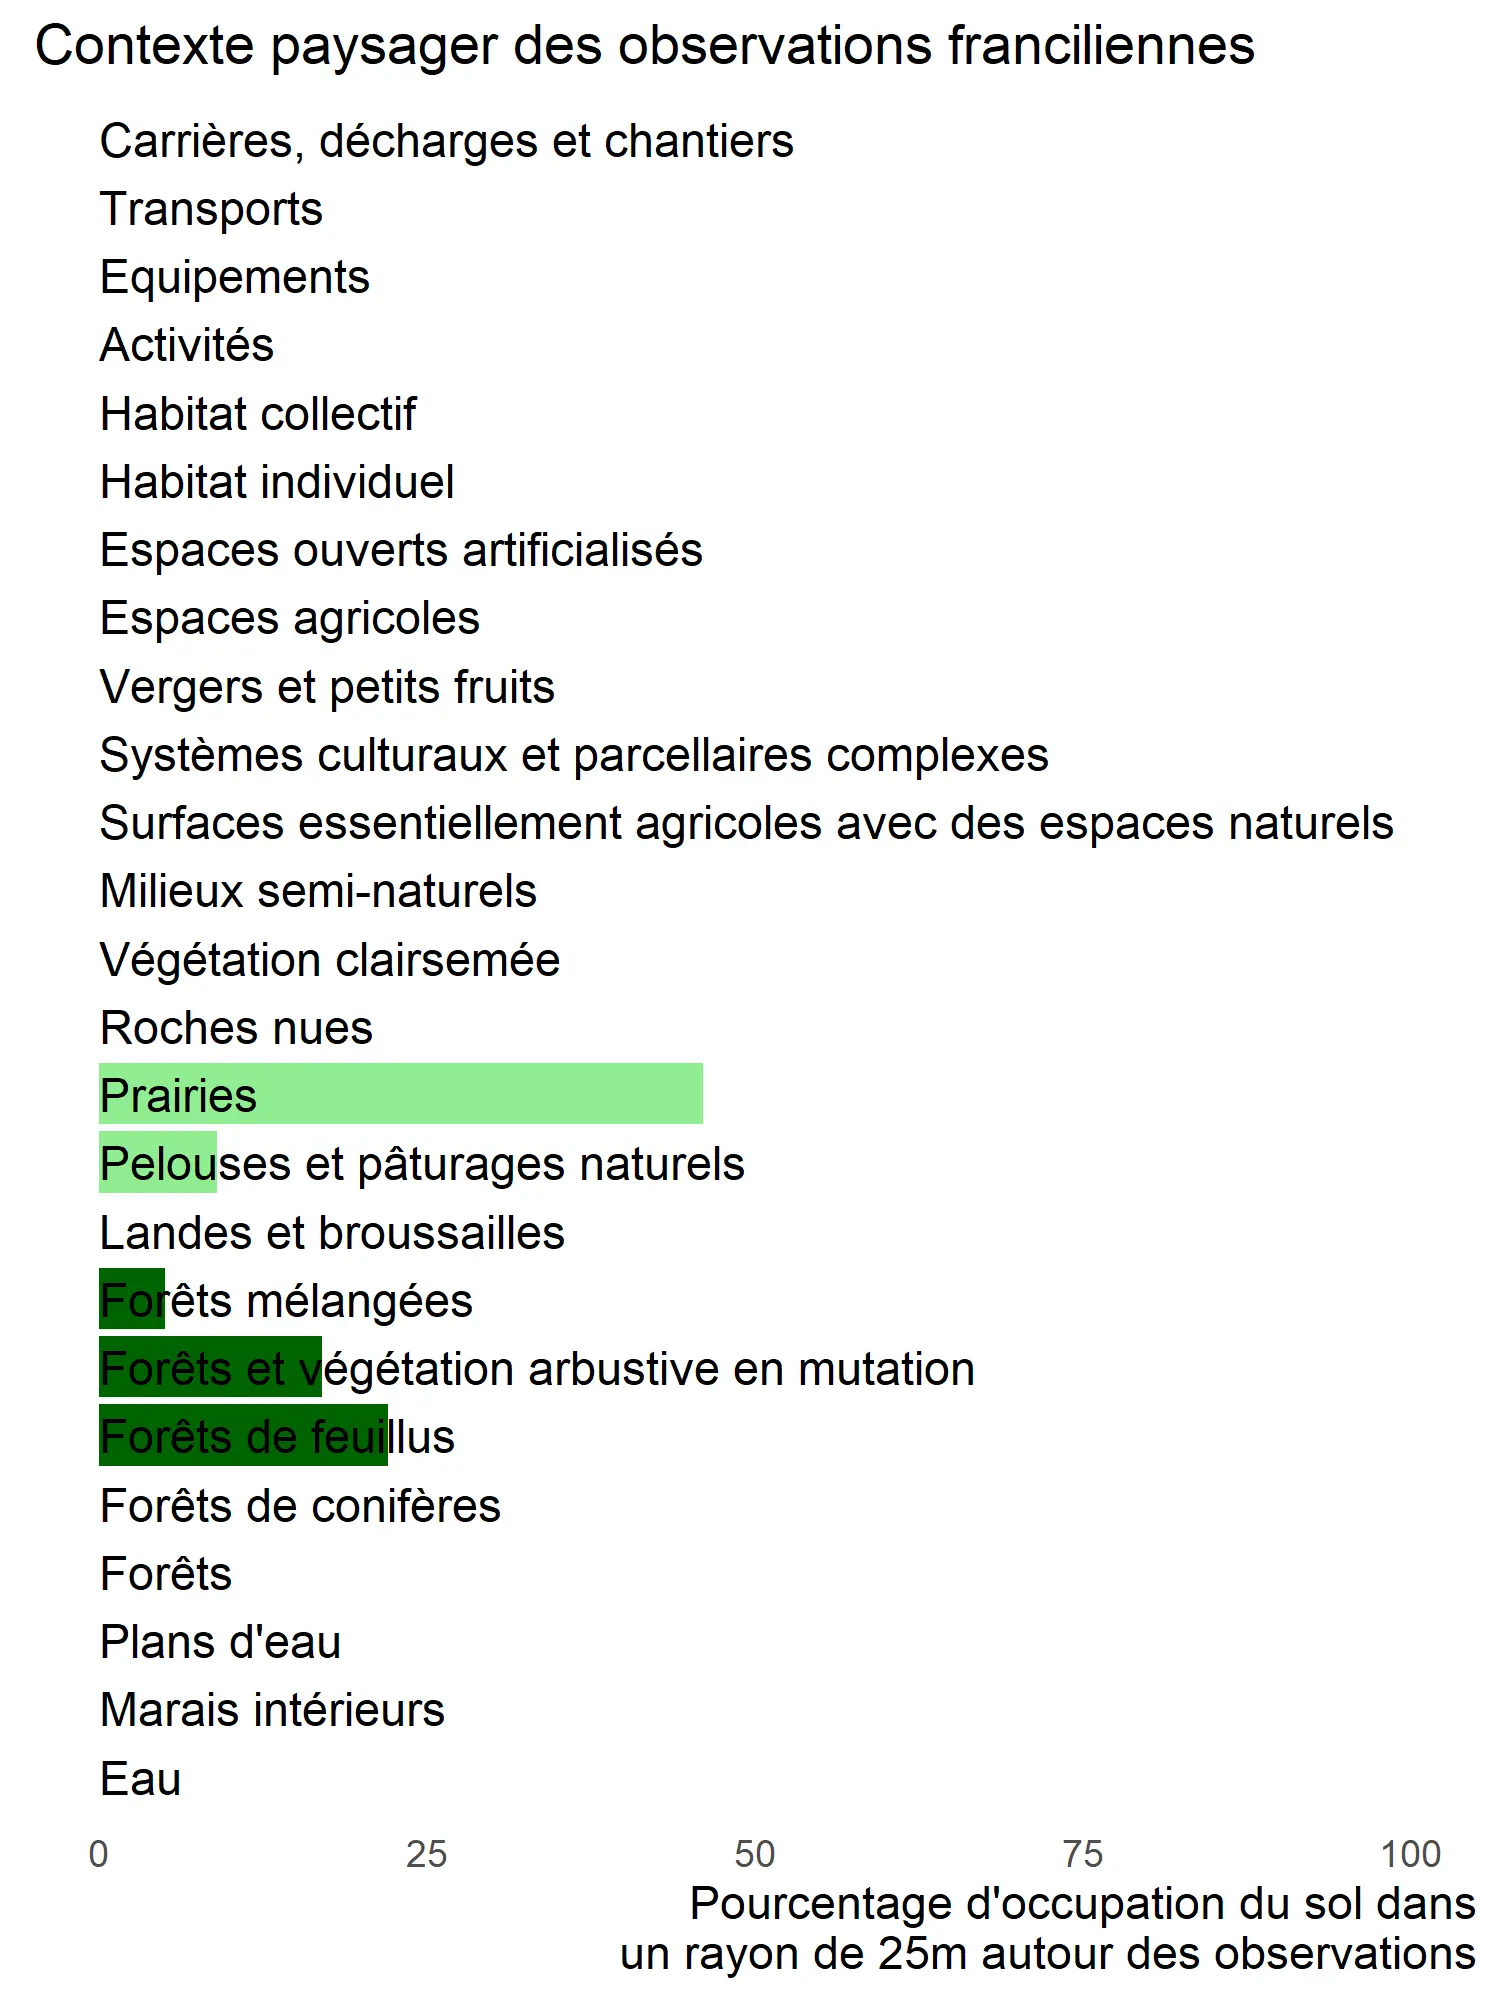 Contexte paysager des observations franciliennes
Carrières, décharges et chantiers
Transports
Equipements
Activités
Habitat collectif
Habitat individuel
Espaces ouverts artificialisés
Espaces agricoles
Vergers et petits fruits
Systèmes culturaux et parcellaires complexes
Surfaces essentiellement agricoles avec des espaces naturels
Milieux semi-naturels
Végétation clairsemée
Roches nues
Prairies
Pelouses et pâturages naturels
Landes et broussailles
Forêts mélangées
Forêts et végétation arbustive en mutation
Forêts de feuillus
Forêts de conifères
Forêts
Plans d'eau
Marais intérieurs
Eau
0 25 50 75 100
Pourcentage d'occupation du sol dans
un rayon de 25m autour des observations